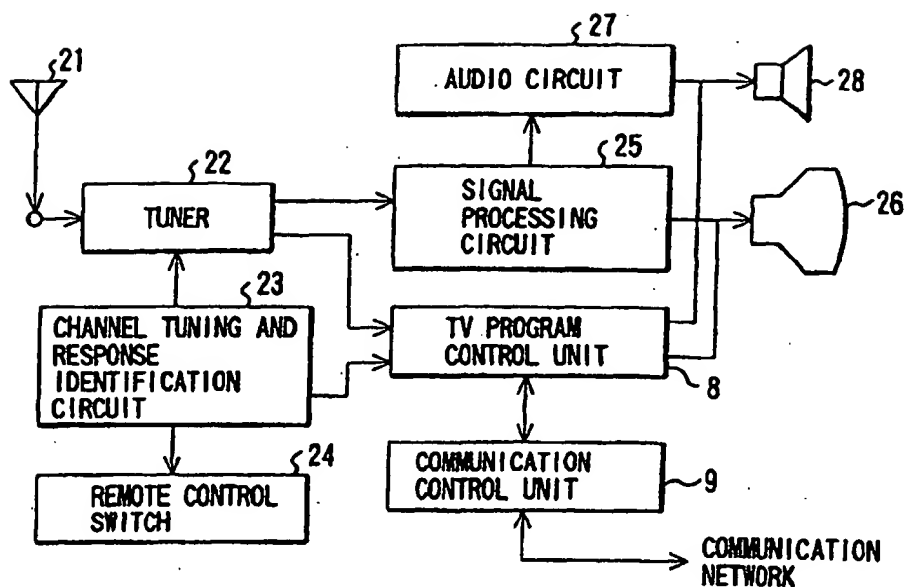 21
27
AUDIO CIRCUIT
28
22
TUNER
25
SIGNAL
PROCESSING
CIRCUIT
26
23
CHANNEL TUNING AND
RESPONSE
IDENTIFICATION
CIRCUIT
TV PROGRAM
CONTROL UNIT
8
24
REMOTE CONTROL
SWITCH
COMMUNICATION
CONTROL UNIT
9
COMMUNICATION
NETWORK